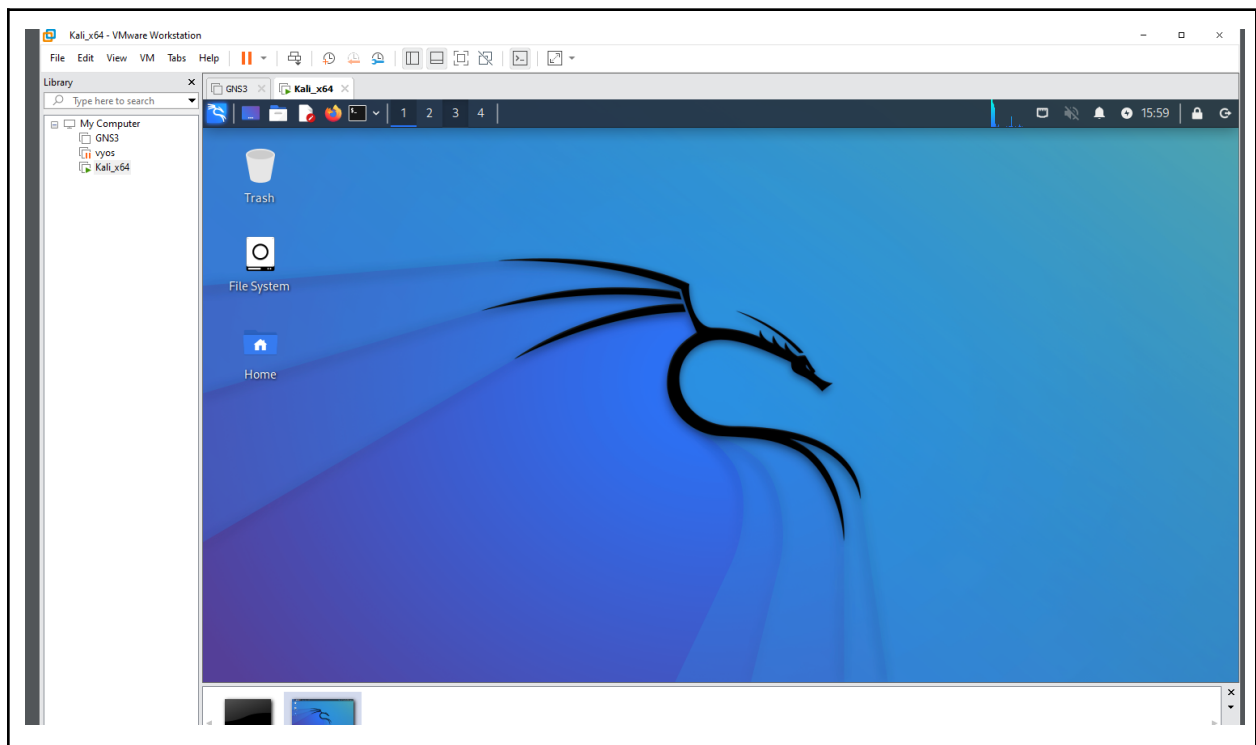 Kali_x64 - VMware Workstation
File Edit View VM Tabs Help
Library
Type here to search
My Computer
GNS3
vyos
Kali_x64
GNS3
Kali_x64
1 2 3 4
15:59
Trash
File System
Home